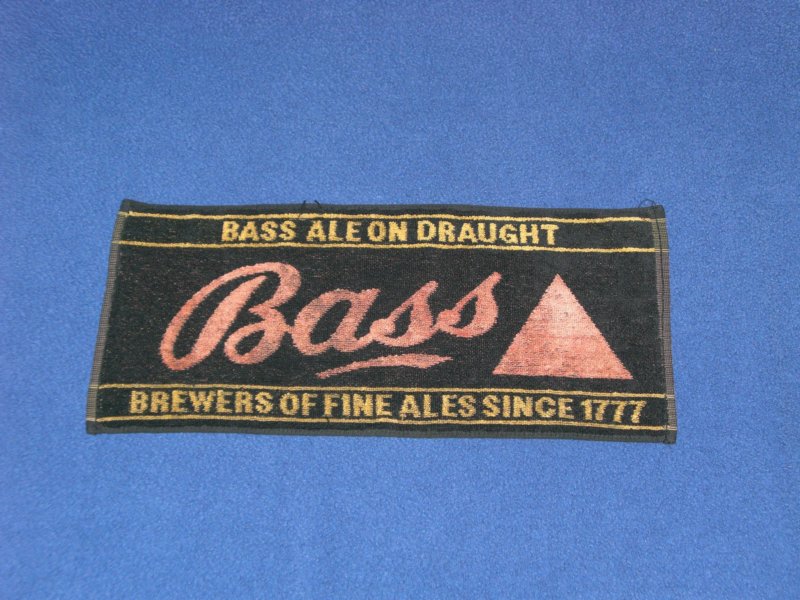 BASS ALE ON DRAUGHT
Bass
BREWERS OF FINE ALES SINCE 1777